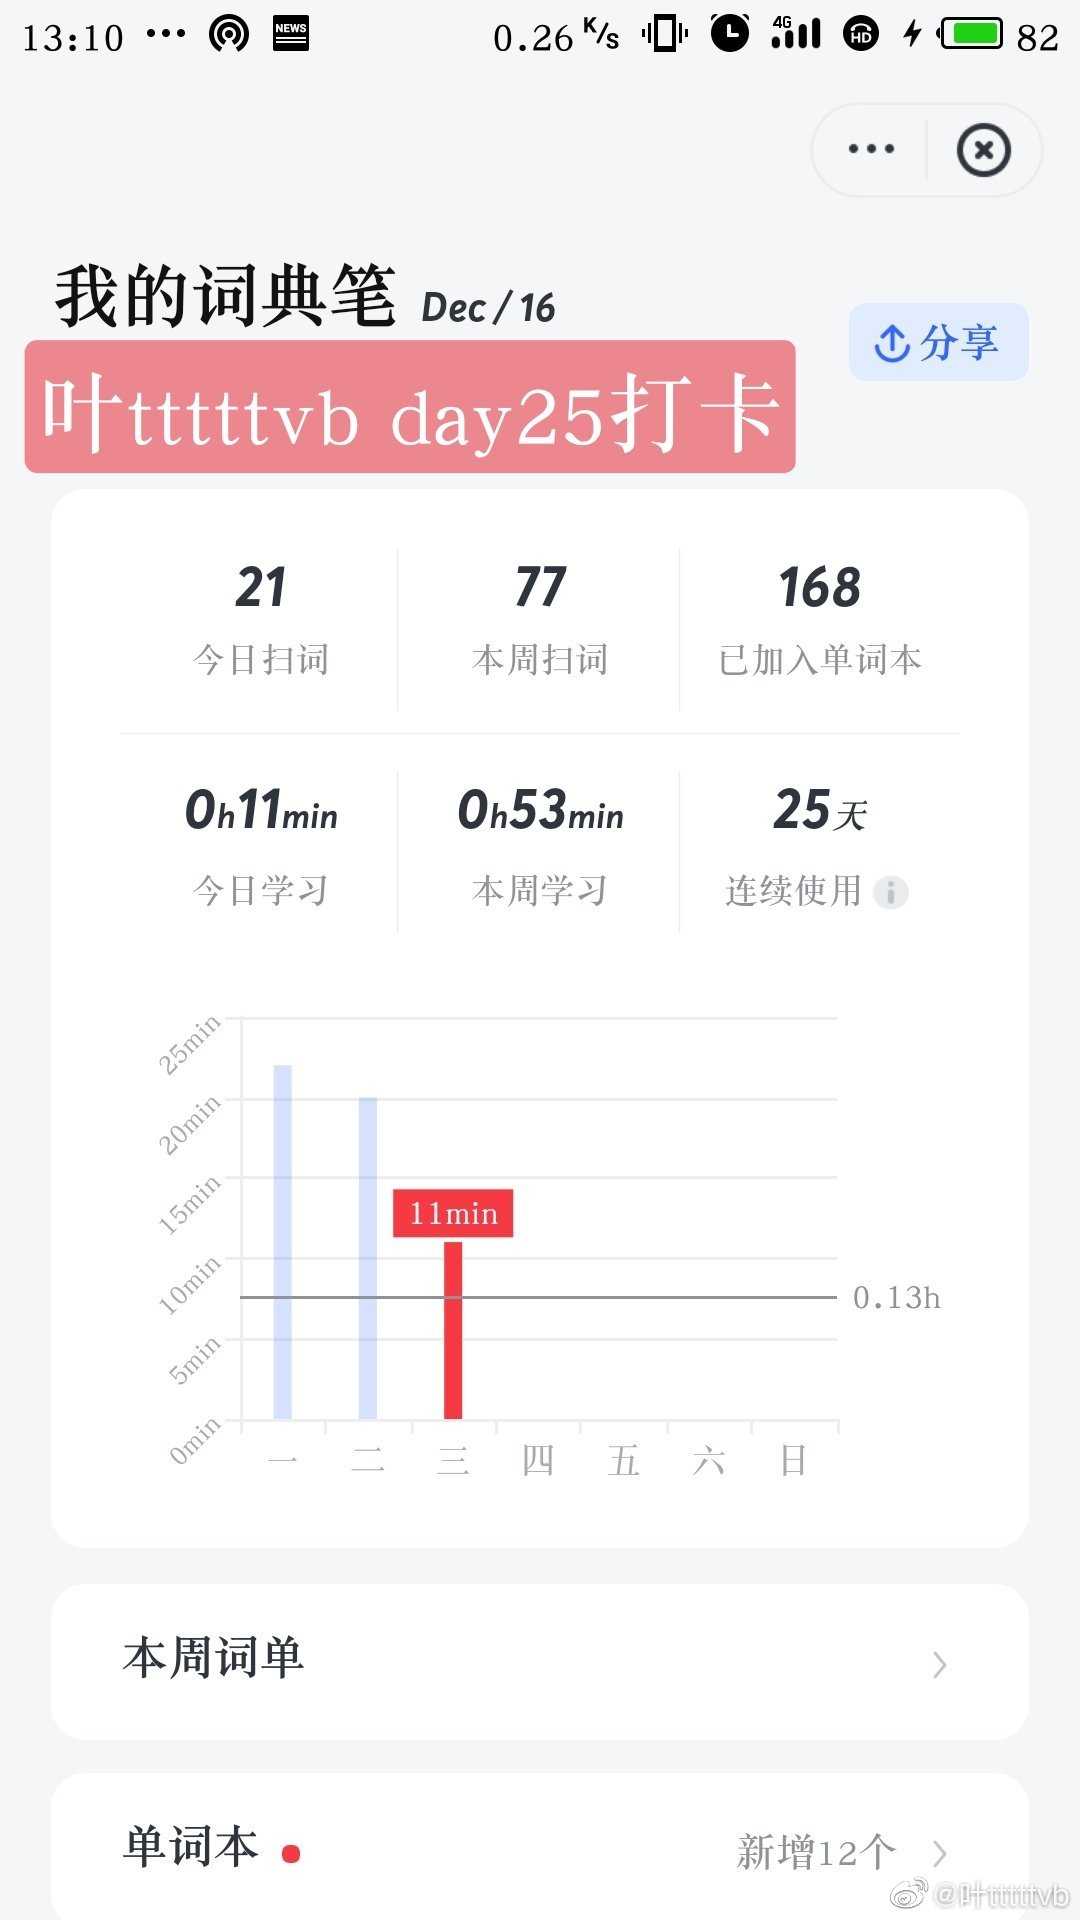 13:10 ••• NEWS 0.26 K/s 4G HD 82
•••
我的词典笔 Dec / 16
分享
叶tttttvb day25打卡
21 77 168
今日扫词 本周扫词 已加入单词本
0h11min 0h53min 25天
今日学习 本周学习 连续使用
25min
20min
15min
11min
10min
0.13h
5min
0min
一 二 三 四 五 六 日
本周词单
单词本 新增12个
@叶tttttvb